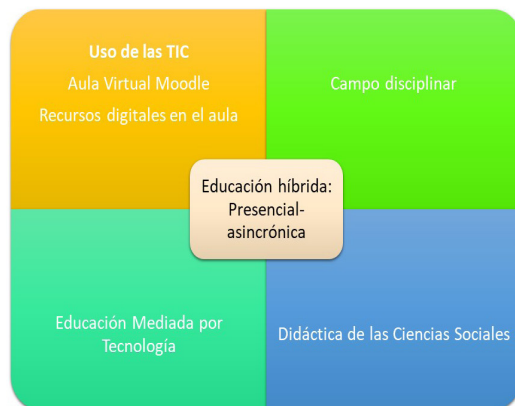 Uso de las TIC
Aula Virtual Moodle
Recursos digitales en el aula
Campo disciplinar
Educación híbrida:
Presencial-
asincrónica
Educación Mediada por
Tecnología
Didáctica de las Ciencias Sociales